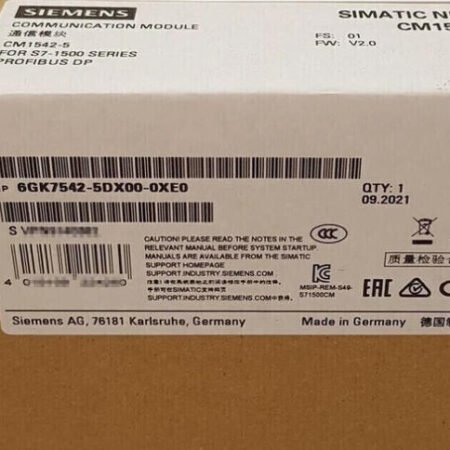 SIEMENS
COMMUNICATION MODULE
通信模块
CM1542-5
FOR S7-1500 SERIES
PROFIBUS DP
SIMATIC N
CM15
FS: 01
FW: V2.0
P 6GK7542-5DX00-0XE0
QTY: 1
09.2021
S
4
CAUTION! PLEASE READ THE NOTES IN THE
RELEVANT MANUAL BEFORE SYSTEM STARTUP.
MANUALS ARE AVAILABLE FROM THE SIMATIC
SUPPORT HOMEPAGE
SUPPORT.INDUSTRY.SIEMENS.COM
SUPPORT.INDUSTRY.SIEMENS.COM
CCC
MSIP-REM-S49-
S71500CM
质量检验合
EAC
Siemens AG, 76181 Karlsruhe, Germany
Made in Germany
德国制